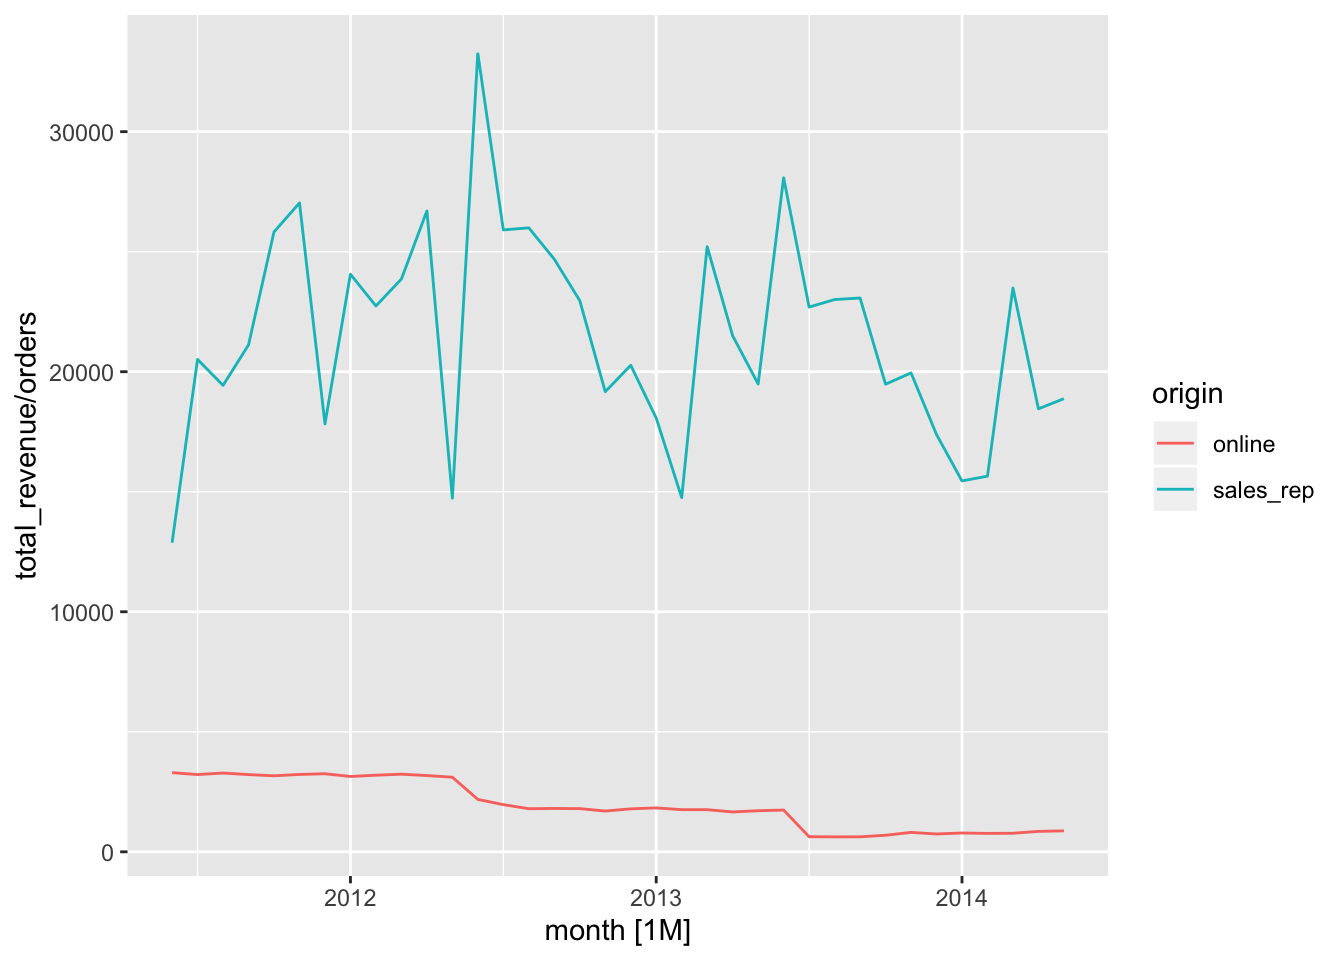 total_revenue/orders
30000
20000
10000
0
2012
2013
2014
month [1M]
origin
online
sales_rep